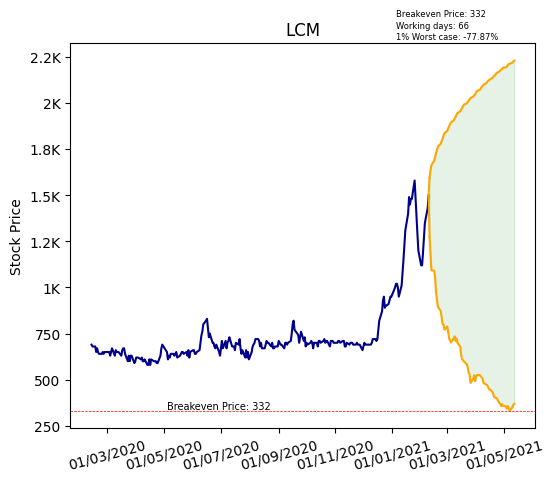 Breakeven Price: 332
Working days: 66
1% Worst case: -77.87%
LCM
Stock Price
2.2K
2K
1.8K
1.5K
1.2K
1K
750
500
250
Breakeven Price: 332
01/03/2020
01/05/2020
01/07/2020
01/09/2020
01/11/2020
01/01/2021
01/03/2021
01/05/2021